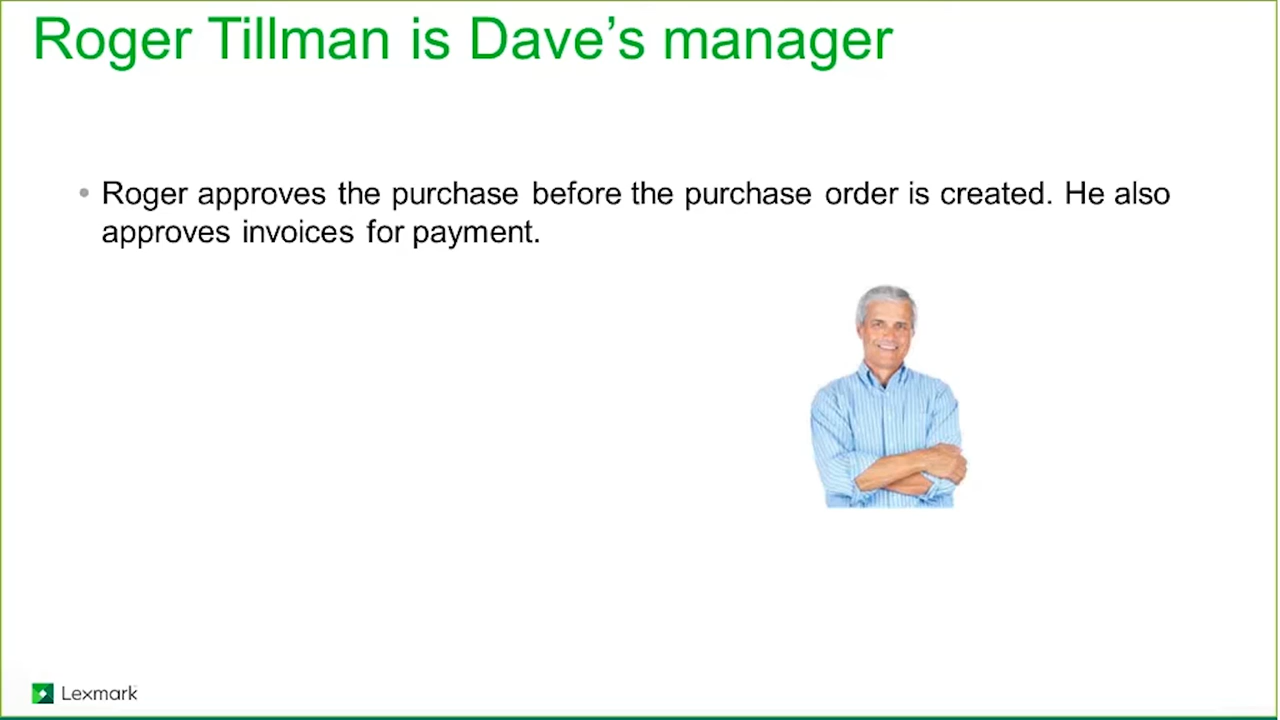 Roger Tillman is Dave’s manager
• Roger approves the purchase before the purchase order is created. He also
approves invoices for payment.
Lexmark